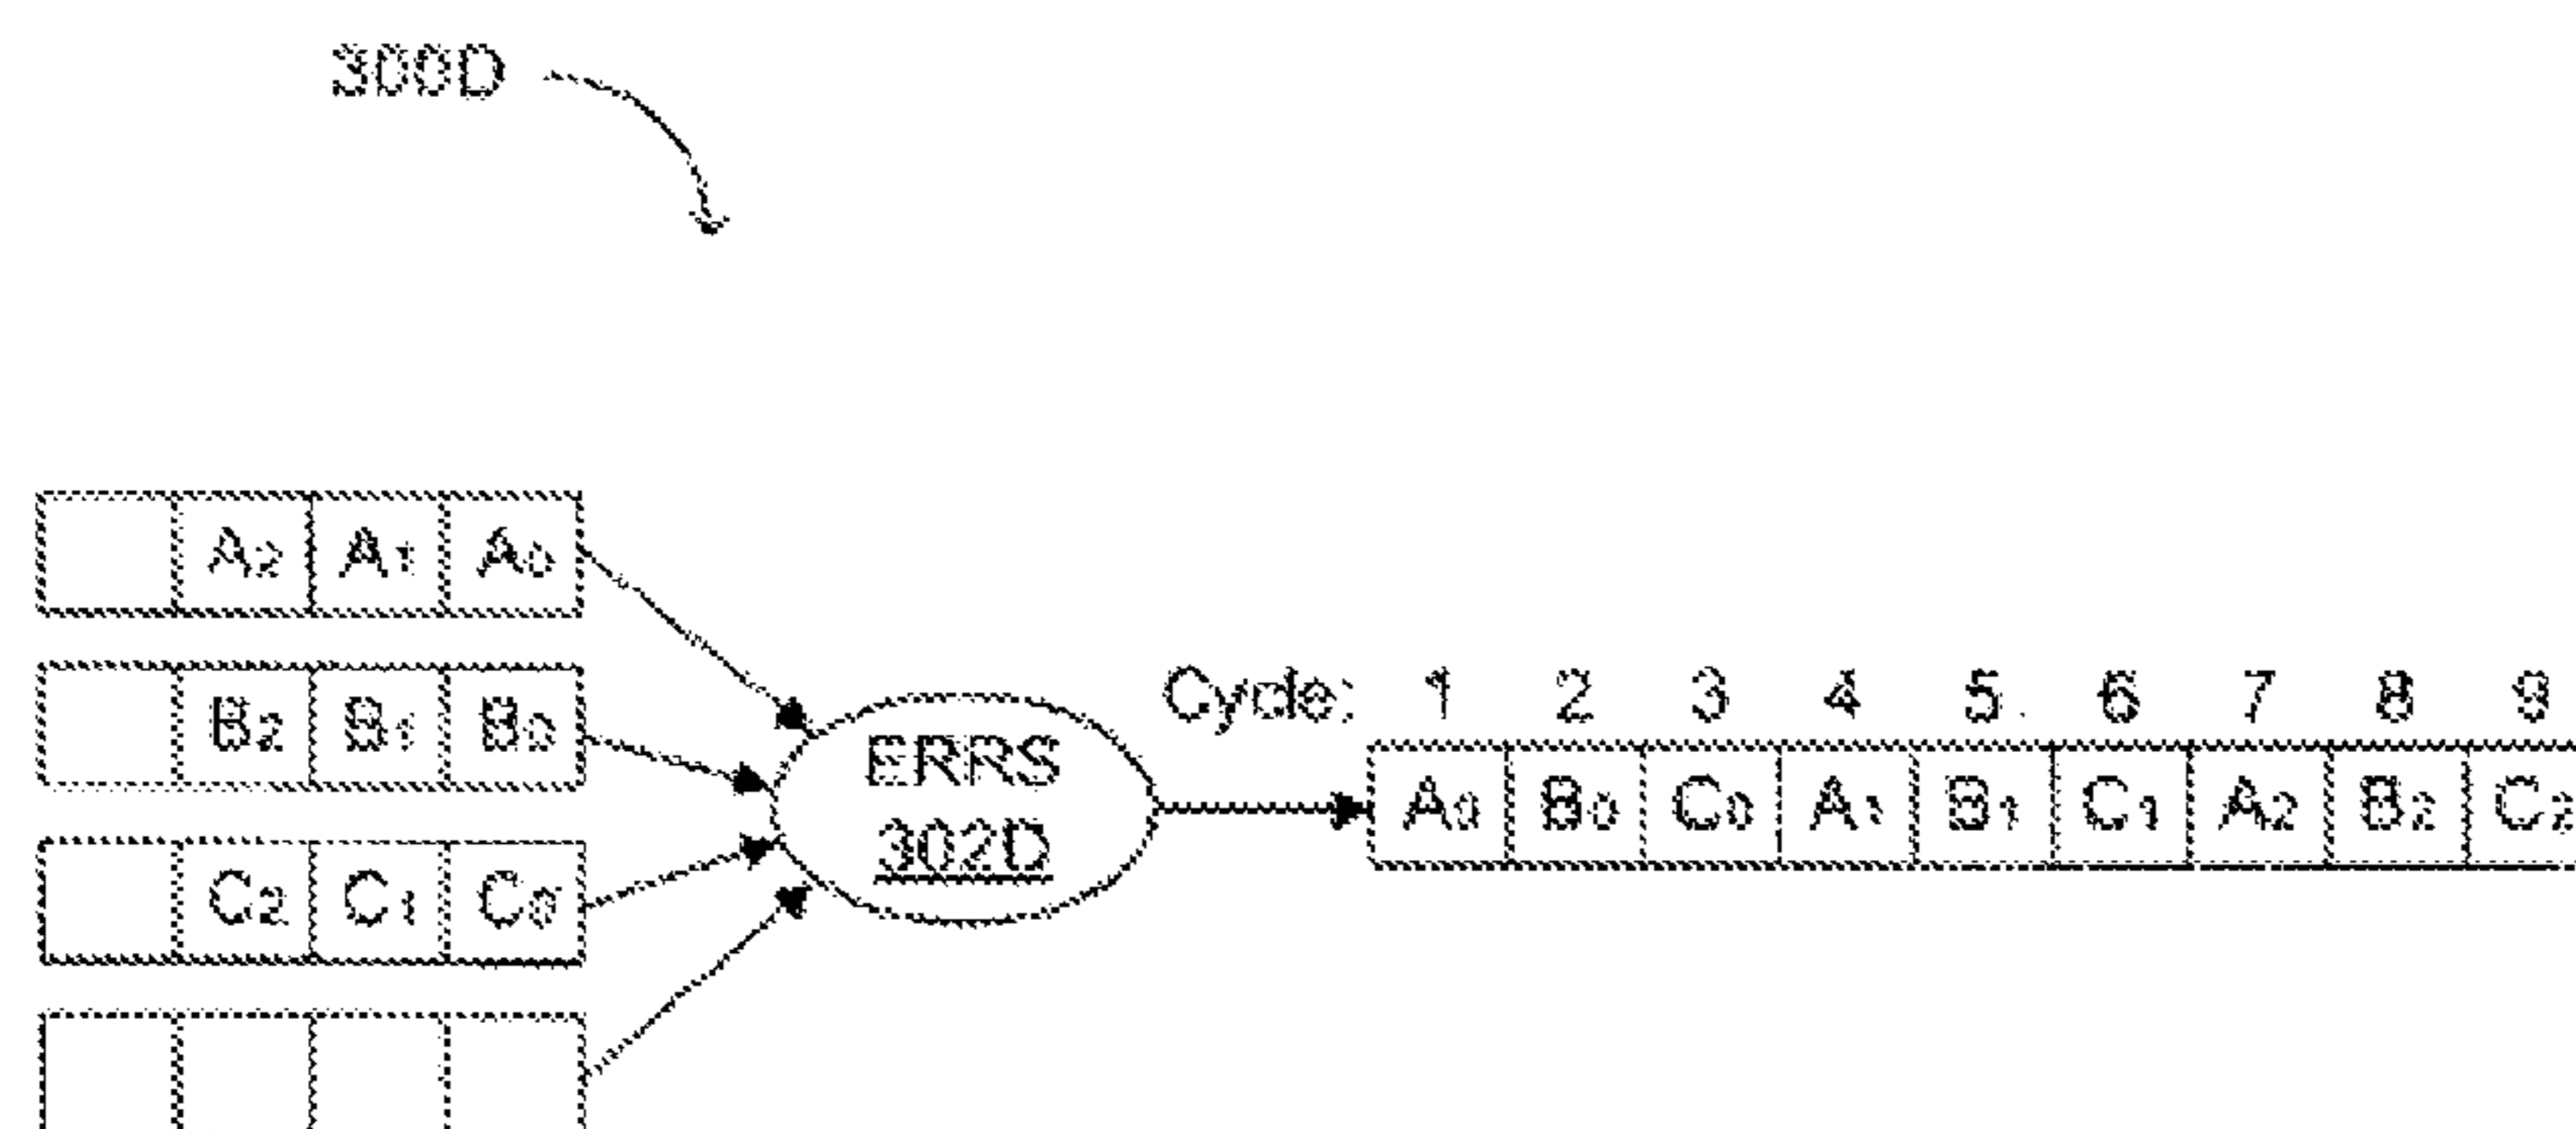 300D
A2 A1 A0
B2 B1 B0
C2 C1 C0
ERRS
302D
Cycle: 1 2 3 4 5 6 7 8 9
A0 B0 C0 A1 B1 C1 A2 B2 C2